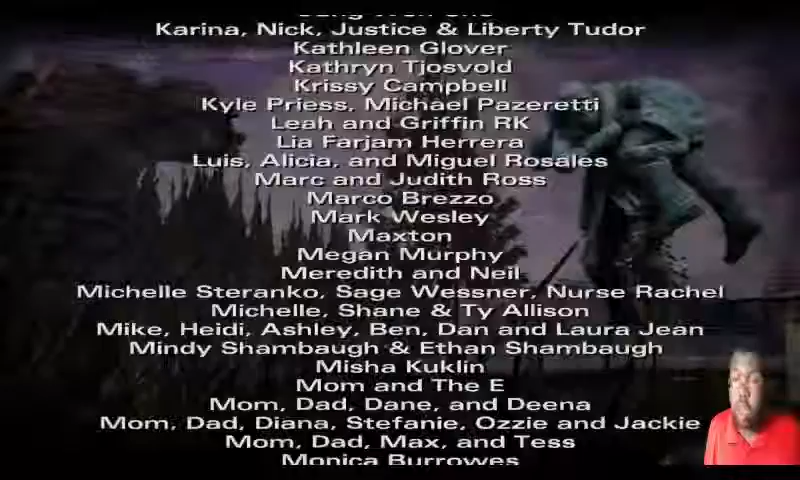 Karina, Nick, Justice & Liberty Tudor
Kathleen Glover
Kathryn Tjosvold
Krissy Campbell
Kyle Priess, Michael Pazeretti
Leah and Griffin RK
Lia Farjam Herrera
Luis, Alicia, and Miguel Rosales
Marc and Judith Ross
Marco Brezzo
Mark Wesley
Maxton
Megan Murphy
Meredith and Neil
Michelle Steranko, Sage Wessner, Nurse Rachel
Michelle, Shane & Ty Allison
Mike, Heidi, Ashley, Ben, Dan and Laura Jean
Mindy Shambaugh & Ethan Shambaugh
Misha Kuklin
Mom and The E
Mom, Dad, Dane, and Deena
Mom, Dad, Diana, Stefanie, Ozzie and Jackie
Mom, Dad, Max, and Tess
Monica Burrowes